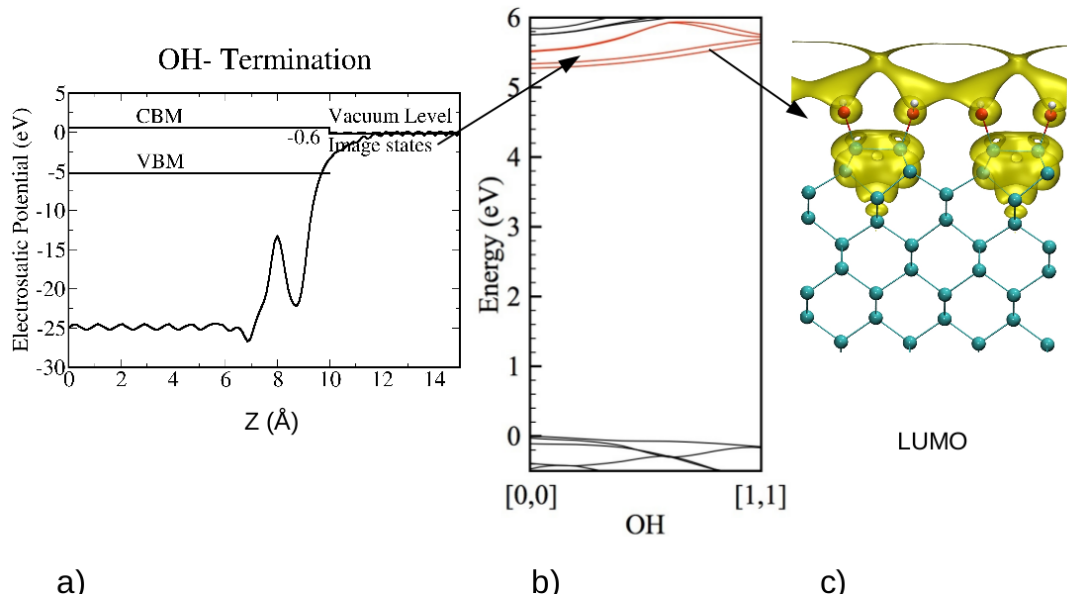 OH- Termination
Electrostatic Potential (eV)
5
0
-5
-10
-15
-20
-25
-30
CBM
VBM
-0.6
Vacuum Level
Image states
0
2
4
6
8
10
12
14
Z (Å)
a)
Energy (eV)
6
5
4
3
2
1
0
[0,0]
[1,1]
OH
b)
LUMO
c)